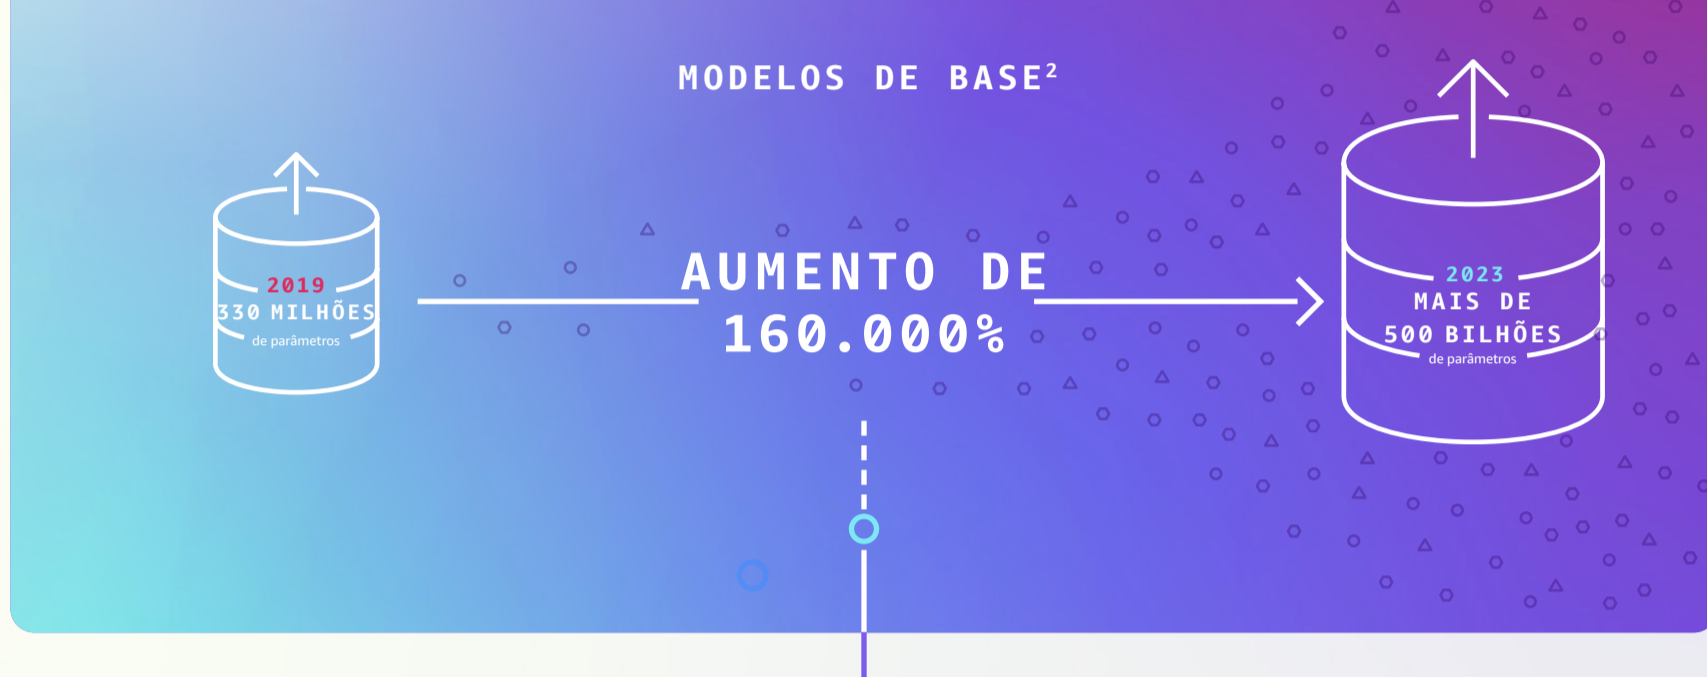 MODELOS DE BASE²
2019
330 MILHÕES
de parâmetros
AUMENTO DE
160.000%
2023
MAIS DE
500 BILHÕES
de parâmetros